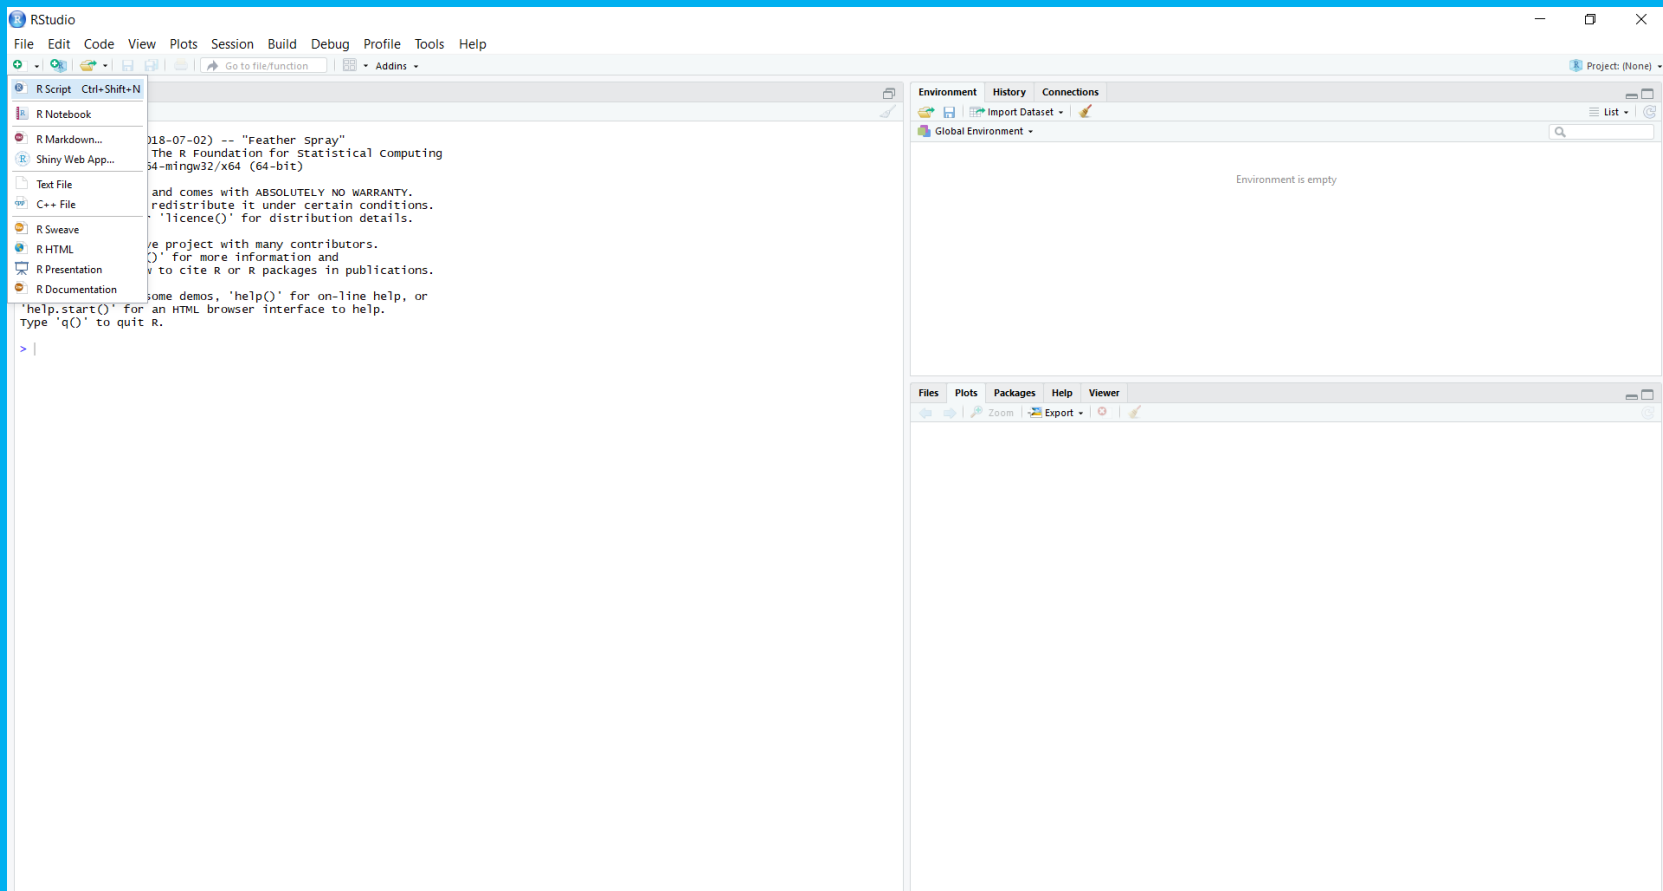 RStudio
File Edit Code View Plots Session Build Debug Profile Tools Help
Go to file/function Addins Project: (None)
R Script Ctrl+Shift+N
R Notebook
R Markdown...
Shiny Web App...
Text File
C++ File
R Sweave
R HTML
R Presentation
R Documentation
018-07-02) -- "Feather Spray"
The R Foundation for Statistical Computing
64-mingw32/x64 (64-bit)
and comes with ABSOLUTELY NO WARRANTY.
redistribute it under certain conditions.
'licence()' for distribution details.
ve project with many contributors.
()' for more information and
to cite R or R packages in publications.
some demos, 'help()' for on-line help, or
'help.start()' for an HTML browser interface to help.
Type 'q()' to quit R.
>
Environment History Connections
Import Dataset List
Global Environment
Environment is empty
Files Plots Packages Help Viewer
Zoom Export